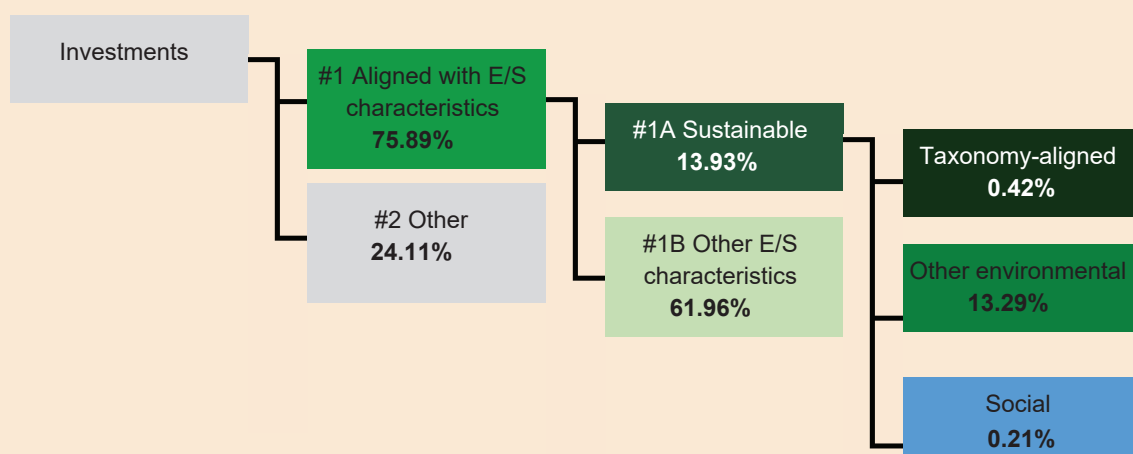 Investments
#1 Aligned with E/S
characteristics
75.89%
#2 Other
24.11%
#1A Sustainable
13.93%
#1B Other E/S
characteristics
61.96%
Taxonomy-aligned
0.42%
Other environmental
13.29%
Social
0.21%